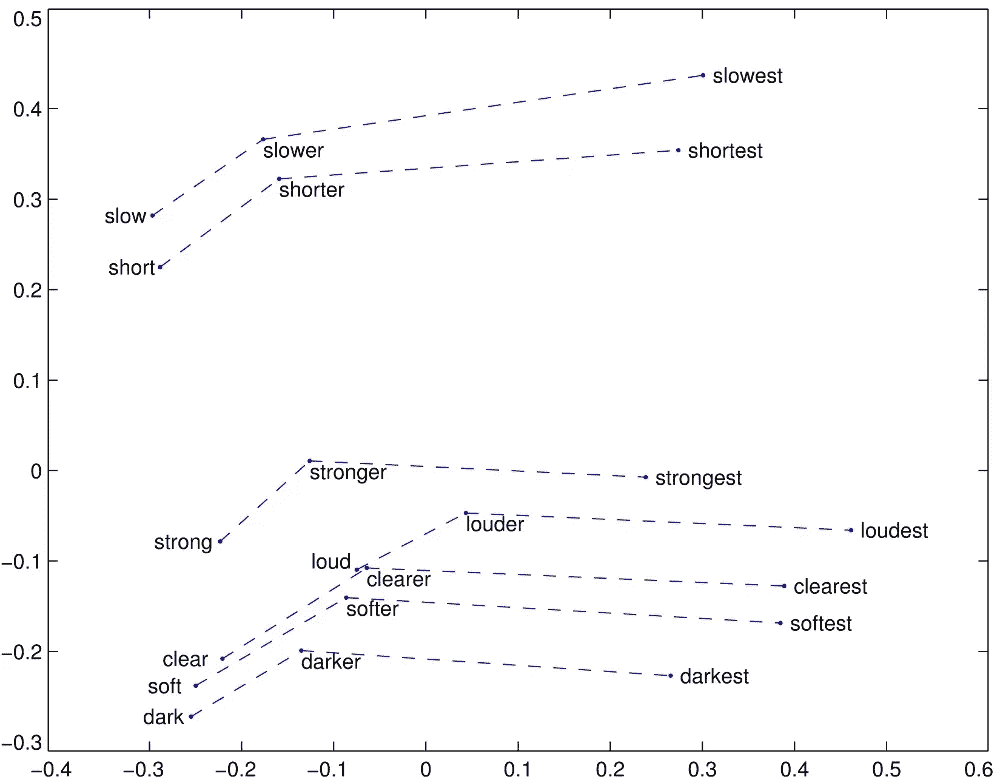 0.5
slowest
0.4
slower
shortest
0.3
shorter
slow
short
0.2
0.1
0
stronger
strongest
louder
loudest
strong
−0.1
loud
clearer
clearest
softer
softest
−0.2
clear
darker
darkest
soft
dark
−0.3
−0.4 −0.3 −0.2 −0.1 0 0.1 0.2 0.3 0.4 0.5 0.6